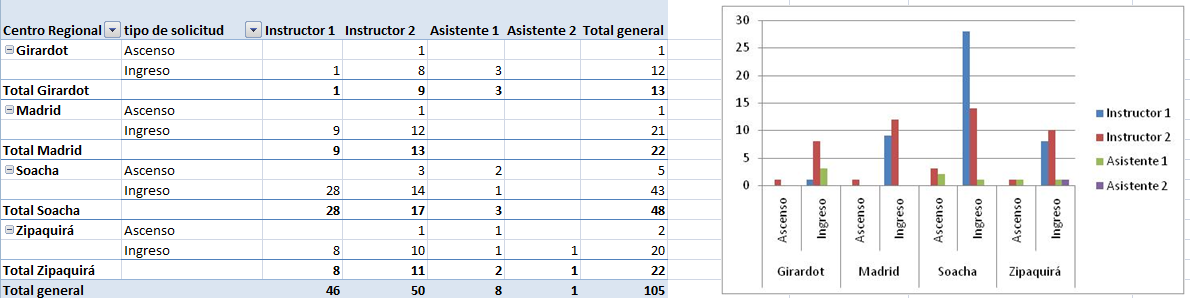 Centro Regional tipo de solicitud Instructor 1 Instructor 2 Asistente 1 Asistente 2 Total general
Girardot Ascenso 1 1
Ingreso 1 8 3 12
Total Girardot 1 9 3 13
Madrid Ascenso 1 1
Ingreso 9 12 21
Total Madrid 9 13 22
Soacha Ascenso 3 2 5
Ingreso 28 14 1 43
Total Soacha 28 17 3 48
Zipaquirá Ascenso 1 1 2
Ingreso 8 10 1 1 20
Total Zipaquirá 8 11 2 1 22
Total general 46 50 8 1 105
30
25
20
15
10
5
0
Ascenso Ingreso Ascenso Ingreso Ascenso Ingreso Ascenso Ingreso
Girardot Madrid Soacha Zipaquirá
Instructor 1
Instructor 2
Asistente 1
Asistente 2